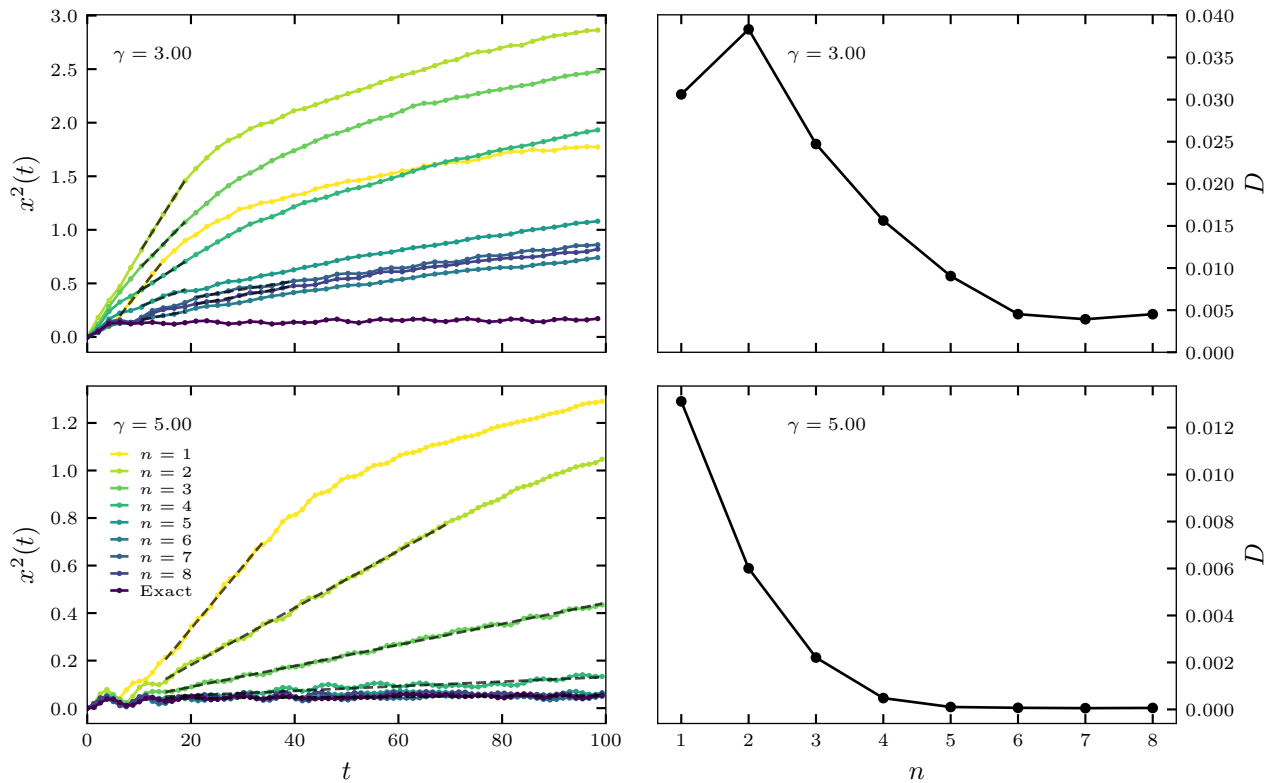 3.0
2.5
2.0
1.5
1.0
0.5
0.0
x²(t)
γ = 3.00
γ = 3.00
0.040
0.035
0.030
0.025
0.020
0.015
0.010
0.005
0.000
D
1.2
1.0
0.8
0.6
0.4
0.2
0.0
x²(t)
γ = 5.00
n = 1
n = 2
n = 3
n = 4
n = 5
n = 6
n = 7
n = 8
Exact
0 20 40 60 80 100
t
γ = 5.00
0.012
0.010
0.008
0.006
0.004
0.002
0.000
D
1 2 3 4 5 6 7 8
n